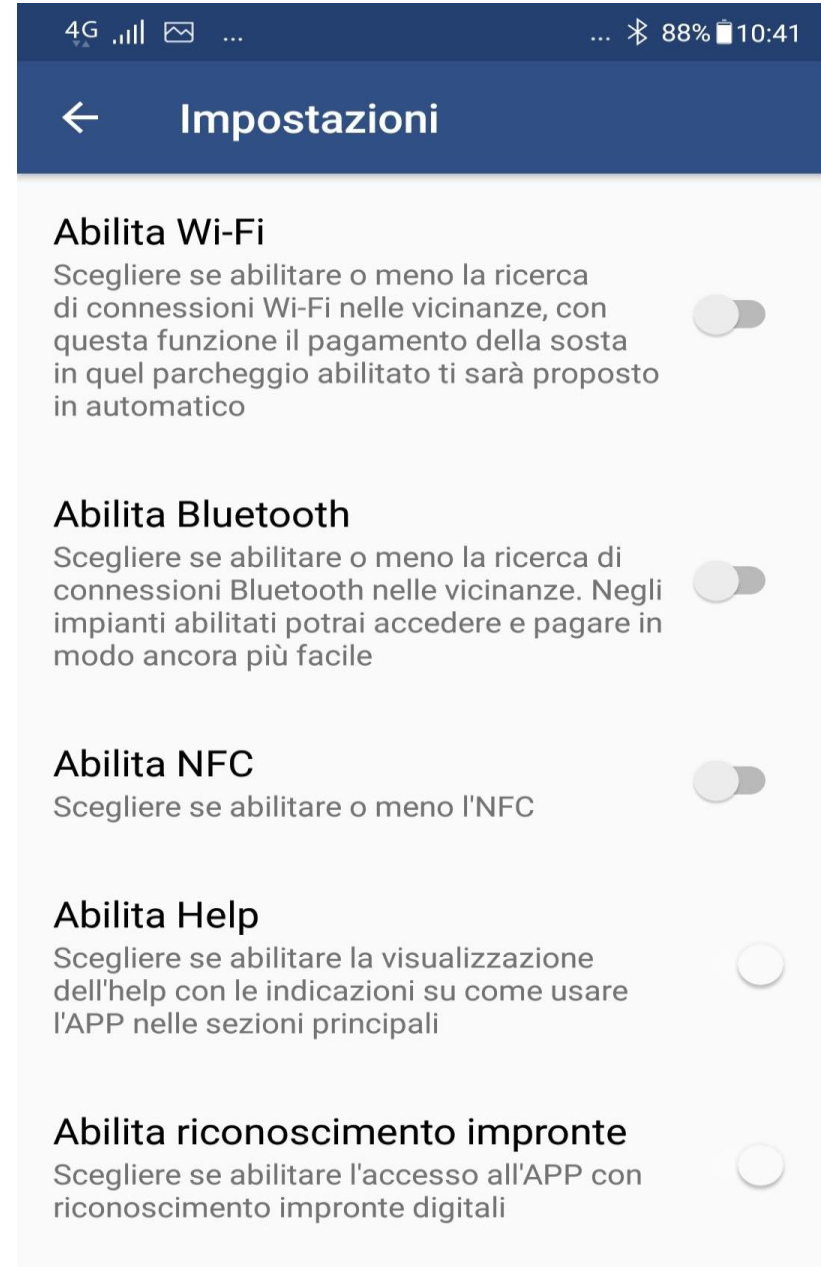 4G ... ... 88% 10:41
Impostazioni
Abilita Wi-Fi
Scegliere se abilitare o meno la ricerca
di connessioni Wi-Fi nelle vicinanze, con
questa funzione il pagamento della sosta
in quel parcheggio abilitato ti sarà proposto
in automatico
Abilita Bluetooth
Scegliere se abilitare o meno la ricerca di
connessioni Bluetooth nelle vicinanze. Negli
impianti abilitati potrai accedere e pagare in
modo ancora più facile
Abilita NFC
Scegliere se abilitare o meno l'NFC
Abilita Help
Scegliere se abilitare la visualizzazione
dell'help con le indicazioni su come usare
l'APP nelle sezioni principali
Abilita riconoscimento impronte
Scegliere se abilitare l'accesso all'APP con
riconoscimento impronte digitali